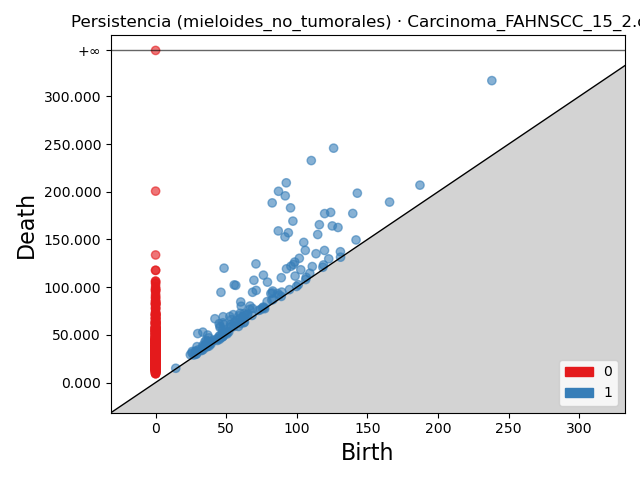 Persistencia (mieloides_no_tumorales) · Carcinoma_FAHNSCC_15_2.
+∞
300.000
250.000
200.000
150.000
100.000
50.000
0.000
Death
0
1
0 50 100 150 200 250 300
Birth